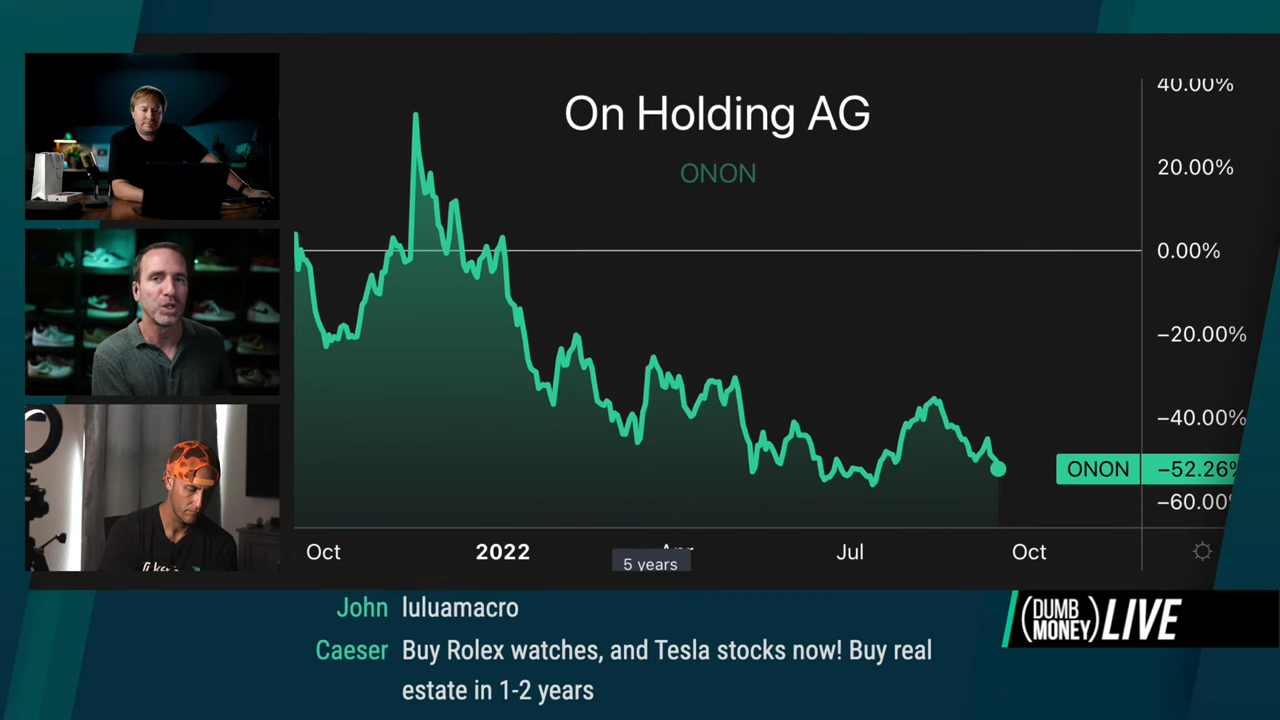 On Holding AG
ONON
40.00%
20.00%
0.00%
−20.00%
−40.00%
ONON −52.26%
−60.00%
Oct 2022 Apr Jul Oct
5 years
John luluamacro
Caeser Buy Rolex watches, and Tesla stocks now! Buy real
estate in 1-2 years
(DUMB
MONEY) LIVE